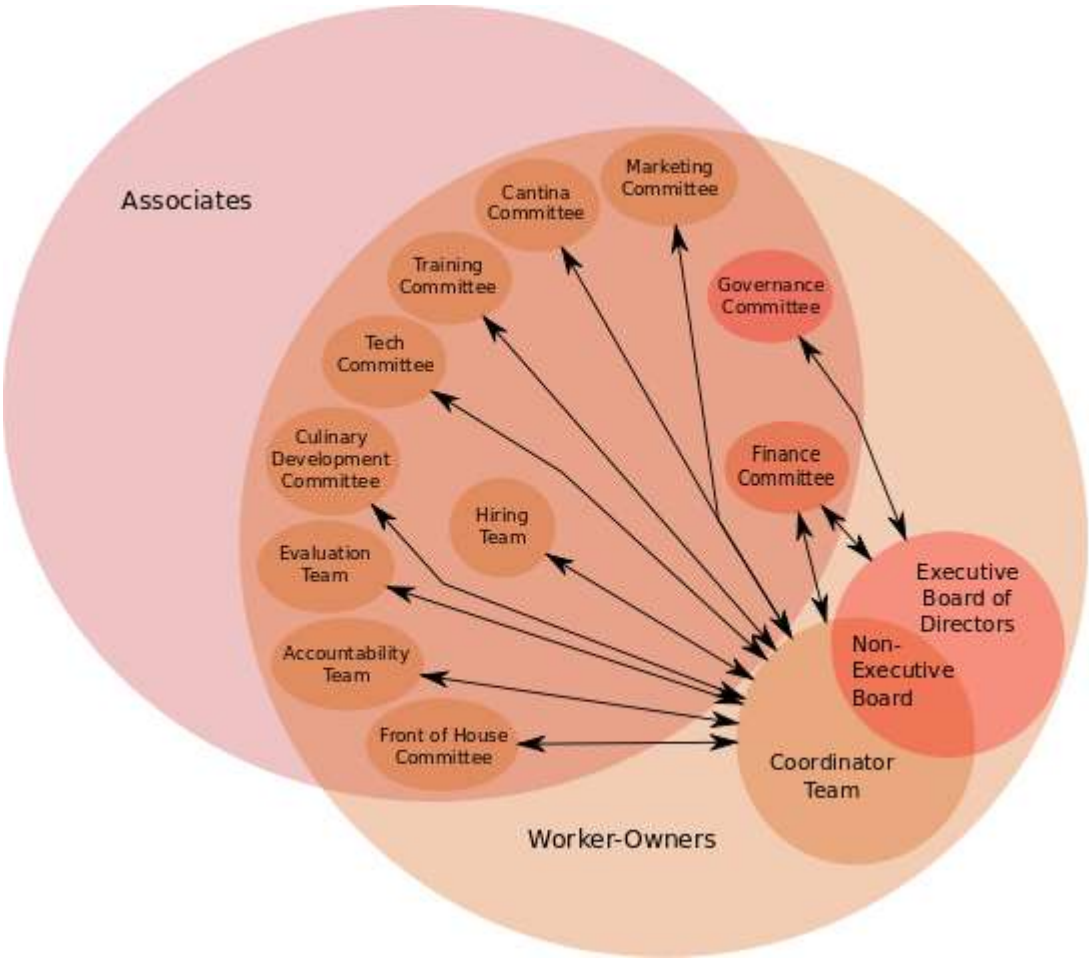 Marketing
Committee
Cantina
Committee
Associates
Training
Committee
Governance
Committee
Tech
Committee
Culinary
Development
Committee
Finance
Committee
Hiring
Team
Evaluation
Team
Executive
Board of
Directors
Accountability
Team
Non-
Executive
Board
Front of House
Committee
Coordinator
Team
Worker-Owners